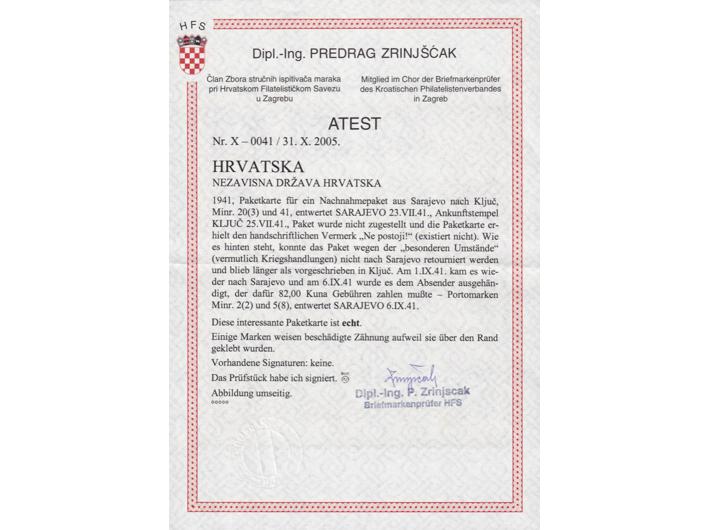 HFS
Dipl.-Ing. PREDRAG ZRINJŠĆAK
Član Zbora stručnih ispitivača maraka
pri Hrvatskom Filatelističkom Savezu
u Zagrebu
Mitglied im Chor der Briefmarkenprüfer
des Kroatischen Philatelistenverbandes
in Zagreb
ATEST
Nr. X – 0041 / 31. X. 2005.
HRVATSKA
NEZAVISNA DRŽAVA HRVATSKA
1941, Paketkarte für ein Nachnahmepaket aus Sarajevo nach Ključ,
Minr. 20(3) und 41, entwertet SARAJEVO 23.VII.41., Ankunftstempel
KLJUČ 25.VII.41., Paket wurde nicht zugestellt und die Paketkarte er-
hielt den handschriftlichen Vermerk „Ne postoji!“ (existiert nicht). Wie
es hinten steht, konnte das Paket wegen der „besonderen Umstände“
(vermutlich Kriegshandlungen) nicht nach Sarajevo retourniert werden
und blieb länger als vorgeschrieben in Ključ. Am 1.IX.41. kam es wie-
der nach Sarajevo und am 6.IX.41 wurde es dem Absender ausgehän-
digt, der dafür 82,00 Kuna Gebühren zahlen mußte – Portomarken
Minr. 2(2) und 5(8), entwertet SARAJEVO 6.IX.41.
Diese interessante Paketkarte ist echt.
Einige Marken weisen beschädigte Zähnung aufweil sie über den Rand
geklebt wurden.
Vorhandene Signaturen: keine.
Das Prüfstück habe ich signiert.
Abbildung umseitig.
Dipl.-Ing. P. Zrinjscak
Briefmarkenprüfer HFS